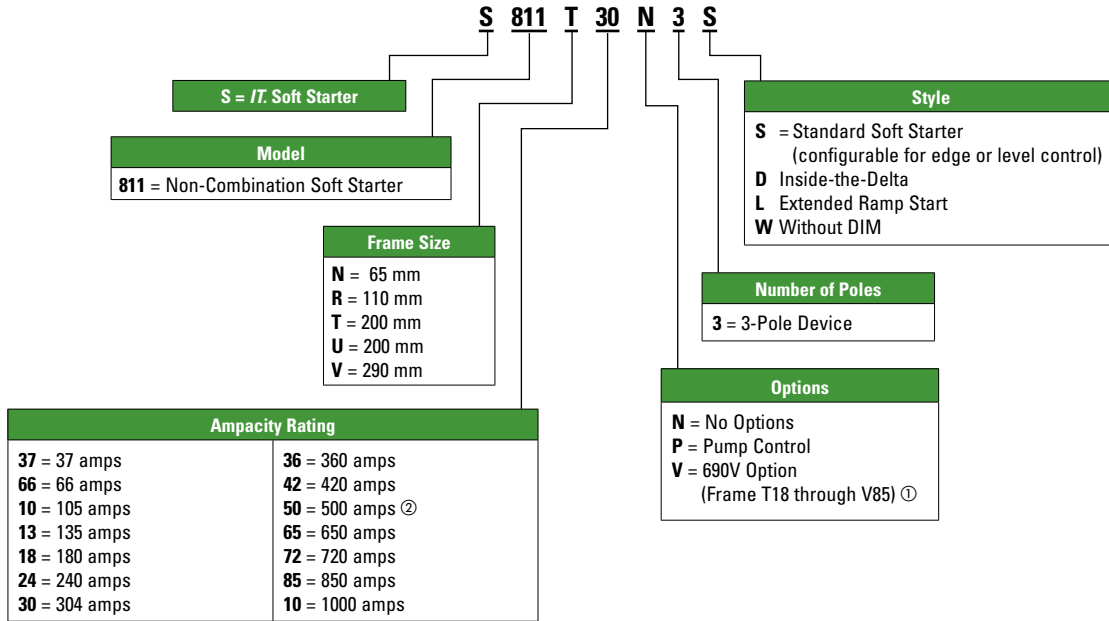 S 811 T 30 N 3 S
S = IT. Soft Starter
Model
811 = Non-Combination Soft Starter
Frame Size
N = 65 mm
R = 110 mm
T = 200 mm
U = 200 mm
V = 290 mm
Ampacity Rating
37 = 37 amps
66 = 66 amps
10 = 105 amps
13 = 135 amps
18 = 180 amps
24 = 240 amps
30 = 304 amps
36 = 360 amps
42 = 420 amps
50 = 500 amps ②
65 = 650 amps
72 = 720 amps
85 = 850 amps
10 = 1000 amps
Style
S = Standard Soft Starter
(configurable for edge or level control)
D Inside-the-Delta
L Extended Ramp Start
W Without DIM
Number of Poles
3 = 3-Pole Device
Options
N = No Options
P = Pump Control
V = 690V Option
(Frame T18 through V85) ①